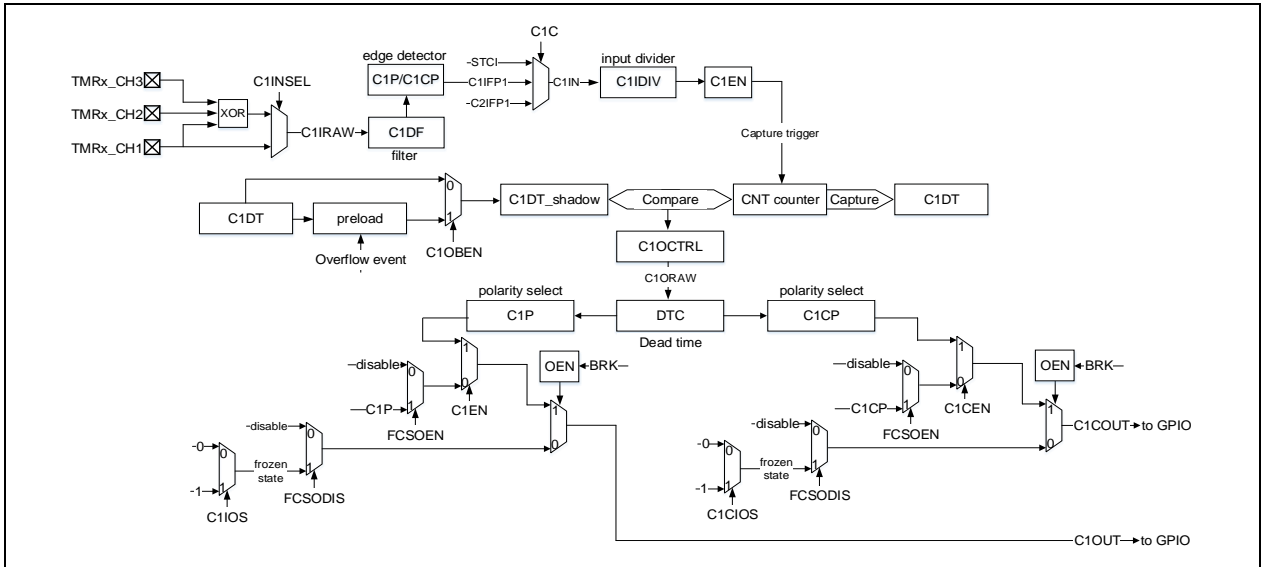 C1C
edge detector
input divider
-STCI
TMRx_CH3
C1INSEL
C1P/C1CP
C1IFP1
C1IN
C1IDIV
C1EN
-C2IFP1
TMRx_CH2
XOR
C1IRAW
C1DF
Capture trigger
TMRx_CH1
filter
0
C1DT_shadow
Compare
CNT counter
Capture
C1DT
C1DT
preload
1
C1OBEN
C1OCTRL
Overflow event
C1ORAW
polarity select
polarity select
C1P
DTC
C1CP
Dead time
1
1
disable
0
OEN
BRK
disable
0
OEN
BRK
0
0
C1P
1
C1EN
1
C1CP
1
C1CEN
1
FCSOEN
FCSOEN
C1COUT
to GPIO
-disable
0
0
-disable
0
0
-0
0
-0
0
frozen
state
1
frozen
state
1
-1
1
FCSODIS
-1
1
FCSODIS
C1IOS
C1CIOS
C1OUT
to GPIO